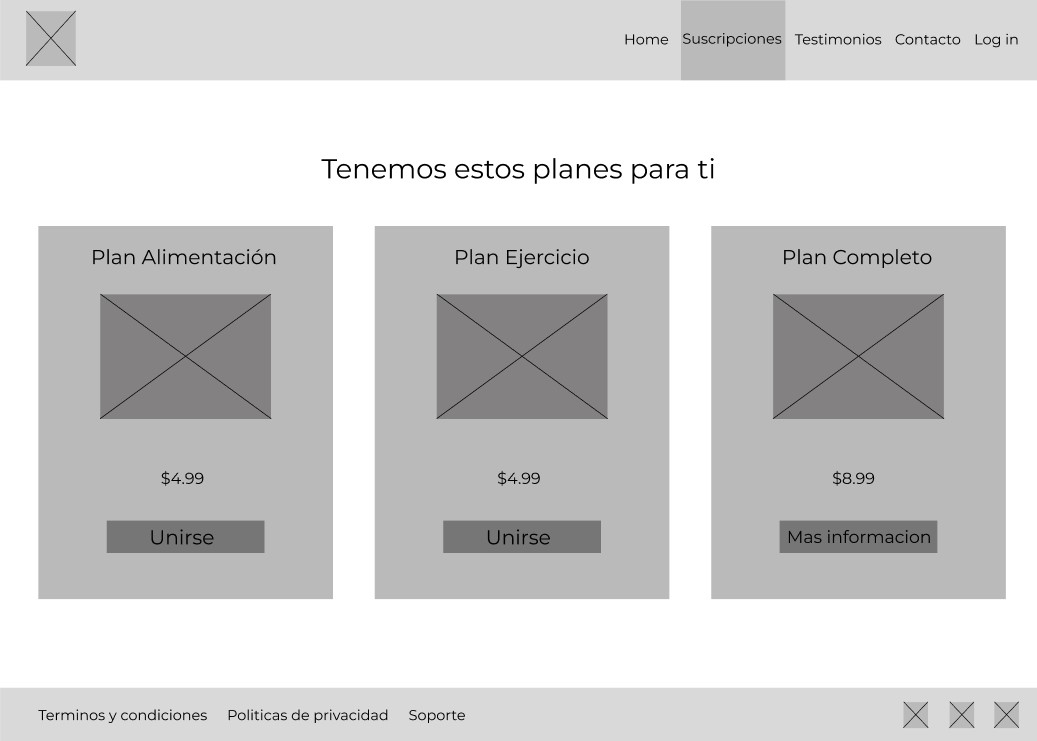 Home Suscripciones Testimonios Contacto Log in
Tenemos estos planes para ti
Plan Alimentación
$4.99
Unirse
Plan Ejercicio
$4.99
Unirse
Plan Completo
$8.99
Mas informacion
Terminos y condiciones Politicas de privacidad Soporte